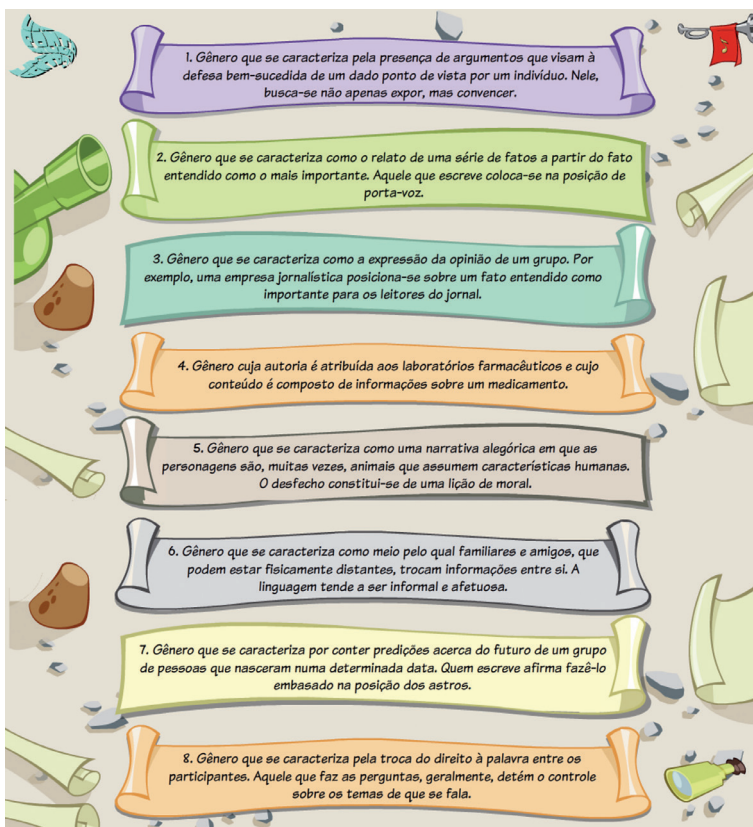 1. Gênero que se caracteriza pela presença de argumentos que visam à
defesa bem-sucedida de um dado ponto de vista por um indivíduo. Nele,
busca-se não apenas expor, mas convencer.
2. Gênero que se caracteriza como o relato de uma série de fatos a partir do fato
entendido como o mais importante. Aquele que escreve coloca-se na posição de
porta-voz.
3. Gênero que se caracteriza como a expressão da opinião de um grupo. Por
exemplo, uma empresa jornalística posiciona-se sobre um fato entendido como
importante para os leitores do jornal.
4. Gênero cuja autoria é atribuída aos laboratórios farmacêuticos e cujo
conteúdo é composto de informações sobre um medicamento.
5. Gênero que se caracteriza como uma narrativa alegórica em que as
personagens são, muitas vezes, animais que assumem características humanas.
O desfecho constitui-se de uma lição de moral.
6. Gênero que se caracteriza como meio pelo qual familiares e amigos, que
podem estar fisicamente distantes, trocam informações entre si. A
linguagem tende a ser informal e afetuosa.
7. Gênero que se caracteriza por conter predições acerca do futuro de um grupo
de pessoas que nasceram numa determinada data. Quem escreve afirma fazê-lo
embasado na posição dos astros.
8. Gênero que se caracteriza pela troca do direito à palavra entre os
participantes. Aquele que faz as perguntas, geralmente, detém o controle
sobre os temas de que se fala.